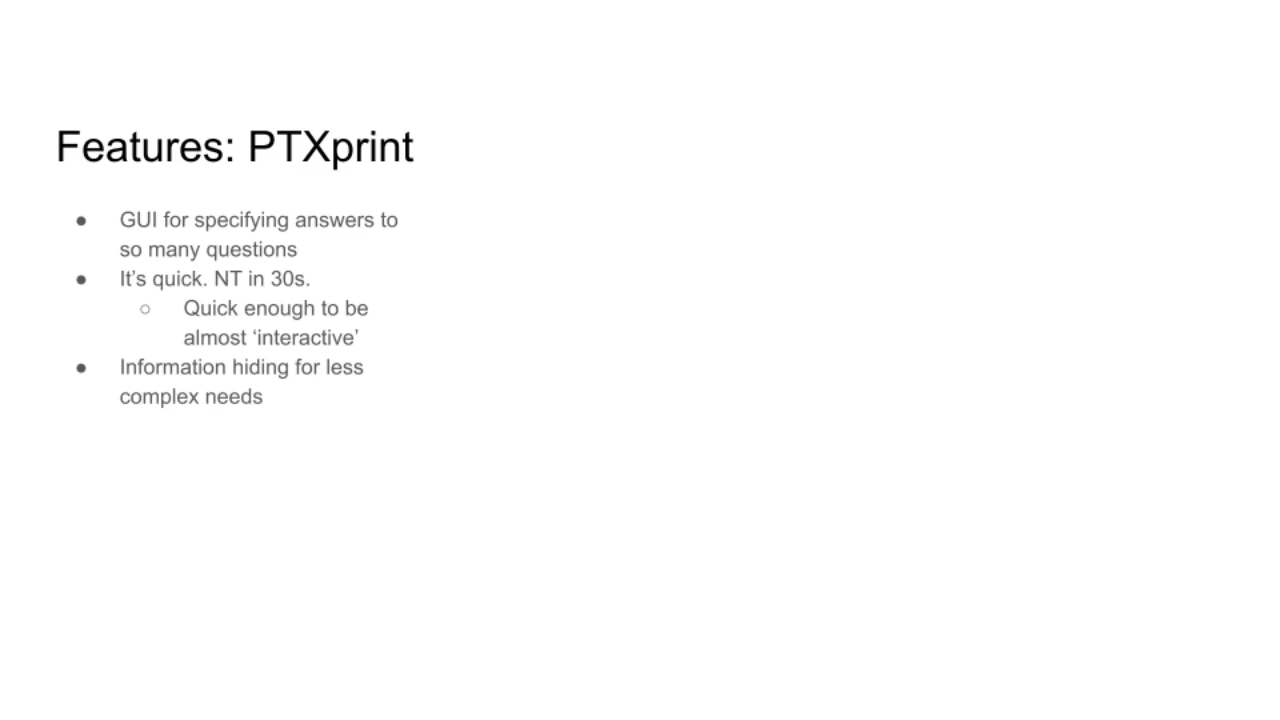 Features: PTXprint
● GUI for specifying answers to
so many questions
● It’s quick. NT in 30s.
○ Quick enough to be
almost ‘interactive’
● Information hiding for less
complex needs